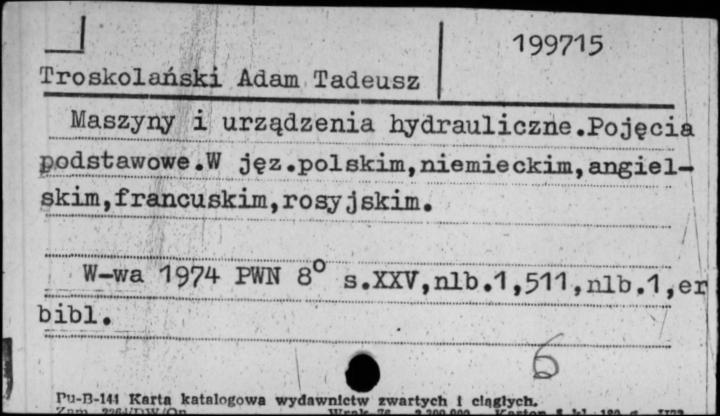 199715
Troskolański Adam Tadeusz
Maszyny i urządzenia hydrauliczne.Pojęcia
podstawowe.W jęz.polskim,niemieckim,angiel-
skim,francuskim,rosyjskim.
W-wa 1974 PWN 8° s.XXV,nlb.1,511,nlb.1,er
bibl.
6
Pu-B-144 Karta katalogowa wydawnictw zwartych i ciągłych.